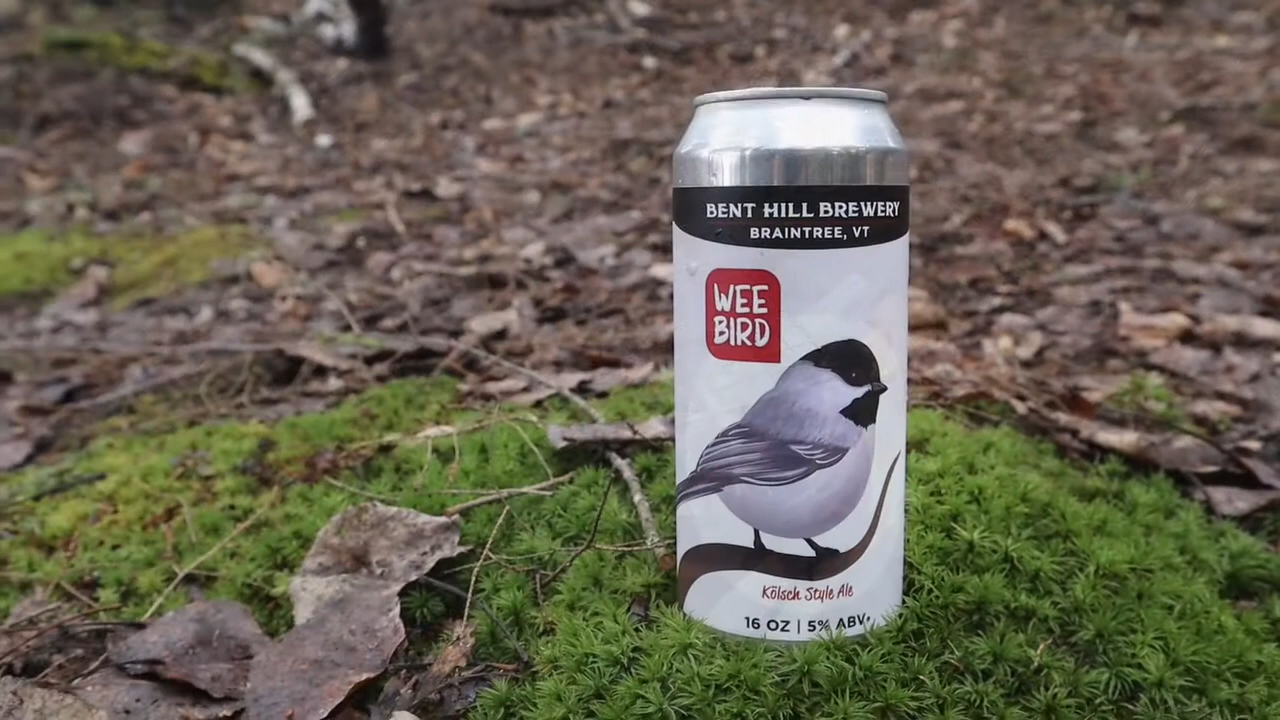 BENT HILL BREWERY
BRAINTREE, VT
WEE
BIRD
Kölsch Style Ale
16 OZ | 5% ABV